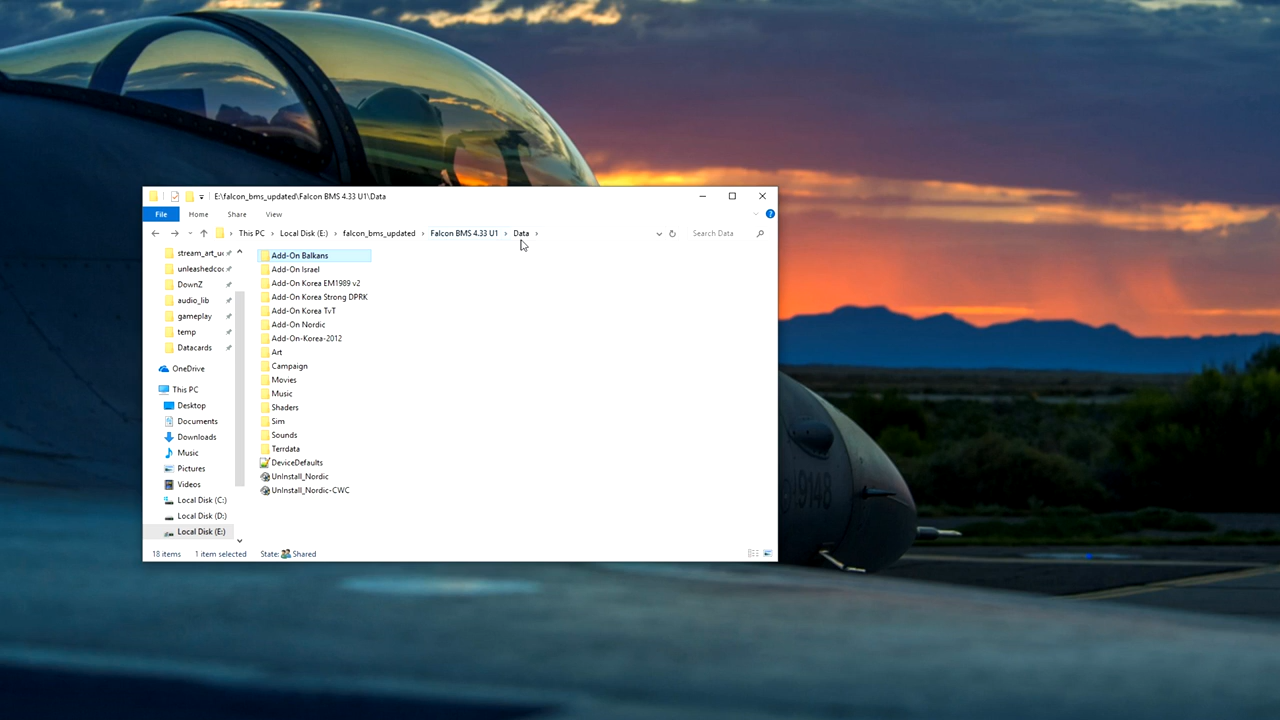 E:\falcon_bms_updated\Falcon BMS 4.33 U1\Data
File Home Share View
This PC Local Disk (E:) falcon_bms_updated Falcon BMS 4.33 U1 Data Search Data
stream_art_u
unleashedcoc
DownZ
audio_lib
gameplay
temp
Datacards
OneDrive
This PC
Desktop
Documents
Downloads
Music
Pictures
Videos
Local Disk (C:)
Local Disk (D:)
Local Disk (E:)
Add-On Balkans
Add-On Israel
Add-On Korea EM1989 v2
Add-On Korea Strong DPRK
Add-On Korea TvT
Add-On Nordic
Add-On-Korea-2012
Art
Campaign
Movies
Music
Shaders
Sim
Sounds
Terrdata
DeviceDefaults
UnInstall_Nordic
UnInstall_Nordic-CWC
18 items 1 item selected State: Shared
19148